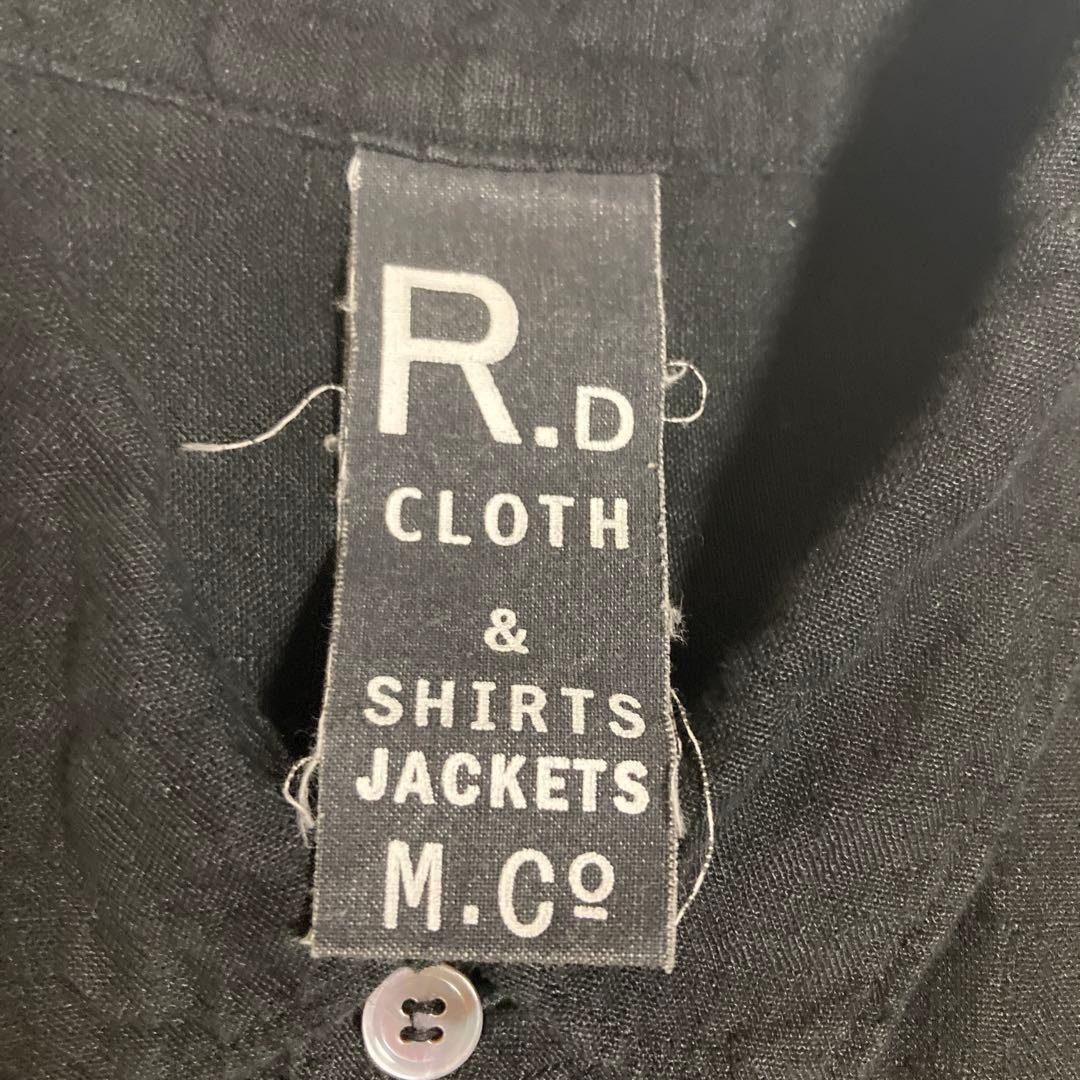 R.D
CLOTH
&
SHIRTS
JACKETS
M.Cº